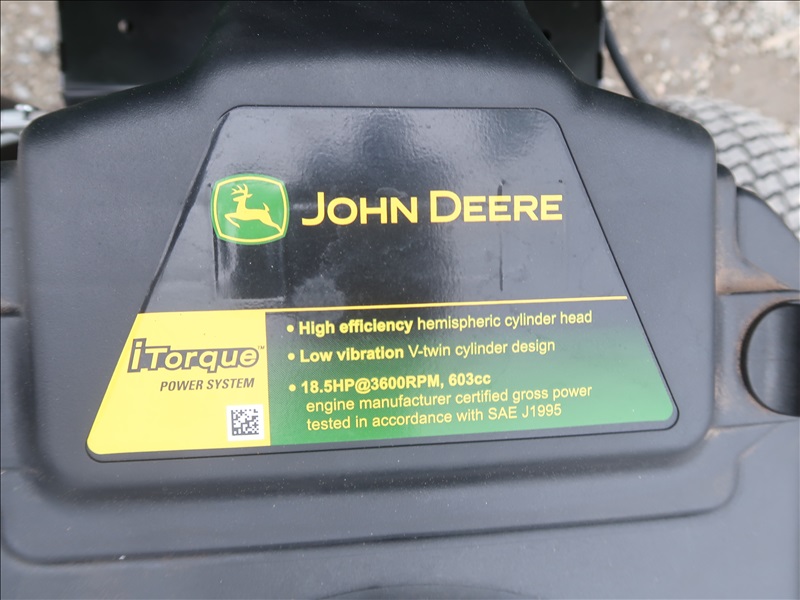 JOHN DEERE
iTorque™
POWER SYSTEM
• High efficiency hemispheric cylinder head
• Low vibration V-twin cylinder design
• 18.5HP@3600RPM, 603cc
engine manufacturer certified gross power
tested in accordance with SAE J1995